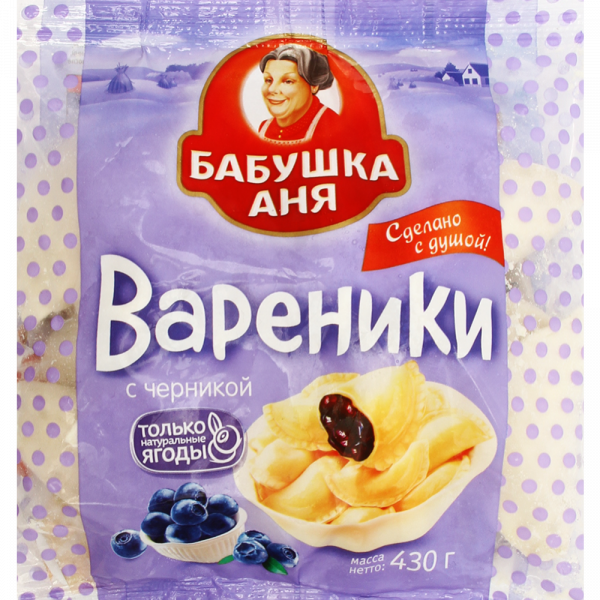 БАБУШКА
АНЯ
Сделано
с душой!
Вареники
с черникой
ТОЛЬКО
натуральные
ЯГОДЫ
масса
нетто: 430 г